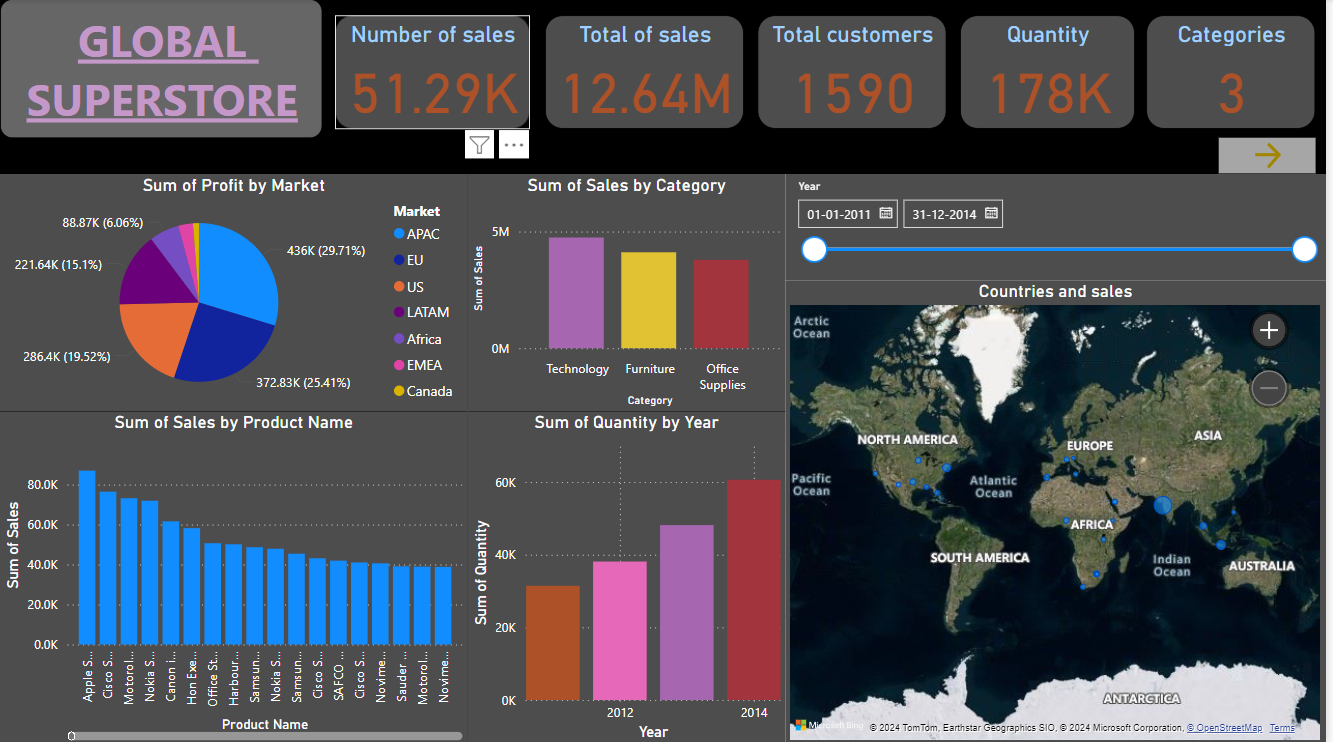 GLOBAL
SUPERSTORE
Number of sales
51.29K
Total of sales
12.64M
Total customers
1590
Quantity
178K
Categories
3
Sum of Profit by Market
88.87K (6.06%)
436K (29.71%)
221.64K (15.1%)
286.4K (19.52%)
372.83K (25.41%)
Market
APAC
EU
US
LATAM
Africa
EMEA
Canada
Sum of Sales by Category
Sum of Sales
5M
0M
Technology
Furniture
Office
Supplies
Category
Year
01-01-2011
31-12-2014
Sum of Sales by Product Name
Sum of Sales
80.0K
60.0K
40.0K
20.0K
0.0K
Apple S...
Cisco S...
Motorol...
Nokia S...
Canon i...
Hon Exe...
Office St...
Harbour...
Samsun...
Nokia S...
Samsun...
Cisco S...
SAFCO ...
Cisco S...
Novime...
Sauder ...
Motorol...
Novime...
Product Name
Sum of Quantity by Year
Sum of Quantity
60K
40K
20K
0K
2012
2014
Year
Countries and sales
Arctic
Ocean
NORTH AMERICA
EUROPE
ASIA
Pacific
Ocean
Atlantic
Ocean
AFRICA
SOUTH AMERICA
Indian
Ocean
AUSTRALIA
ANTARCTICA
Microsoft Bing
© 2024 TomTom, Earthstar Geographics SIO, © 2024 Microsoft Corporation, © OpenStreetMap Terms